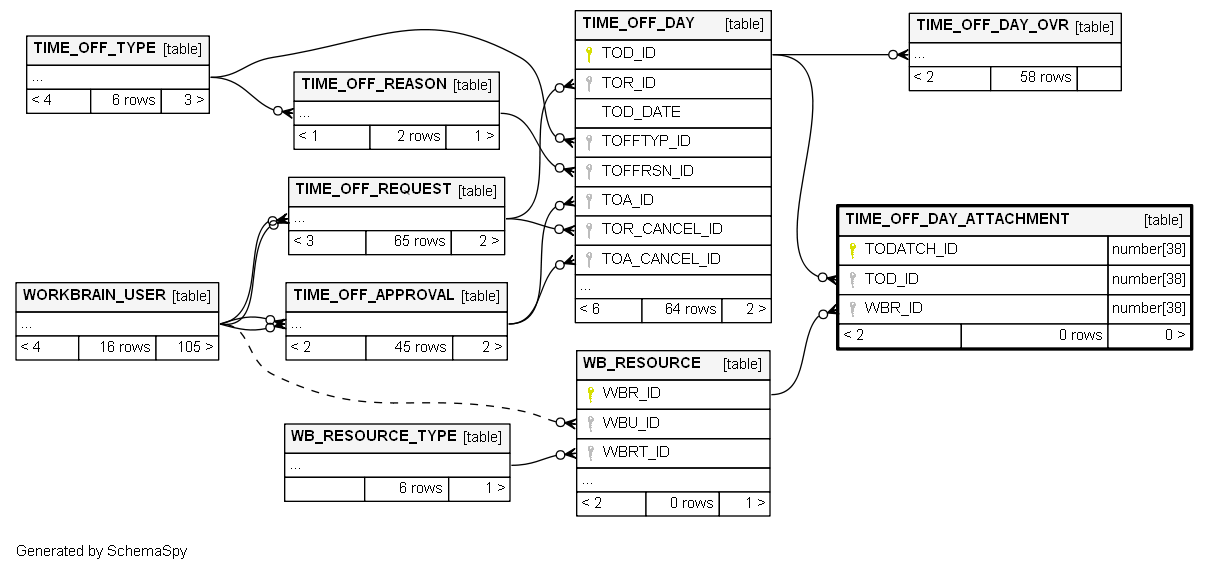 TIME_OFF_TYPE [table]
...
< 4 6 rows 3 >
TIME_OFF_REASON [table]
...
< 1 2 rows 1 >
TIME_OFF_REQUEST [table]
...
< 3 65 rows 2 >
WORKBRAIN_USER [table]
...
< 4 16 rows 105 >
TIME_OFF_APPROVAL [table]
...
< 2 45 rows 2 >
WB_RESOURCE_TYPE [table]
...
6 rows 1 >
TIME_OFF_DAY [table]
TOD_ID
TOR_ID
TOD_DATE
TOFFTYP_ID
TOFFRSN_ID
TOA_ID
TOR_CANCEL_ID
TOA_CANCEL_ID
...
< 6 64 rows 2 >
WB_RESOURCE [table]
WBR_ID
WBU_ID
WBRT_ID
...
< 2 0 rows 1 >
TIME_OFF_DAY_OVR [table]
...
< 2 58 rows
TIME_OFF_DAY_ATTACHMENT [table]
TODATCH_ID number[38]
TOD_ID number[38]
WBR_ID number[38]
< 2 0 rows 0 >
Generated by SchemaSpy